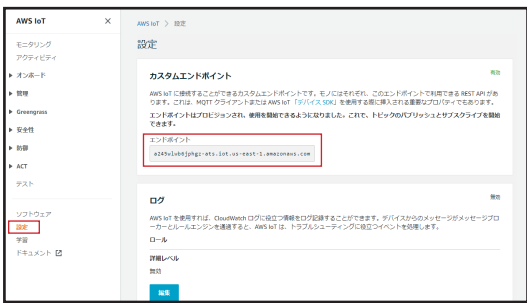 AWS IoT
×
モニタリング
アクティビティ
オンボード
管理
Greengrass
安全性
防御
ACT
テスト
ソフトウェア
設定
学習
ドキュメント
AWS IoT > 設定
設定
カスタムエンドポイント
有効
AWS IoT に接続することができるカスタムエンドポイントです。モノにはそれぞれ、このエンドポイントで利用できる REST API があ
ります。これは、MQTT クライアントまたは AWS IoT 「デバイス SDK」を使用する際に挿入される重要なプロパティでもあります。
エンドポイントはプロビジョンされ、使用を開始できるようになりました。これで、トピックのパブリッシュとサブスクライブを開始
できます。
エンドポイント
ログ
無効
AWS IoT を使用すれば、CloudWatch ログに役立つ情報をログ記録することができます。デバイスからのメッセージがメッセージブロ
ーカーとルールエンジンを通過すると、AWS IoT は、トラブルシューティングに役立つイベントを処理します。
ロール
詳細レベル
無効
編集